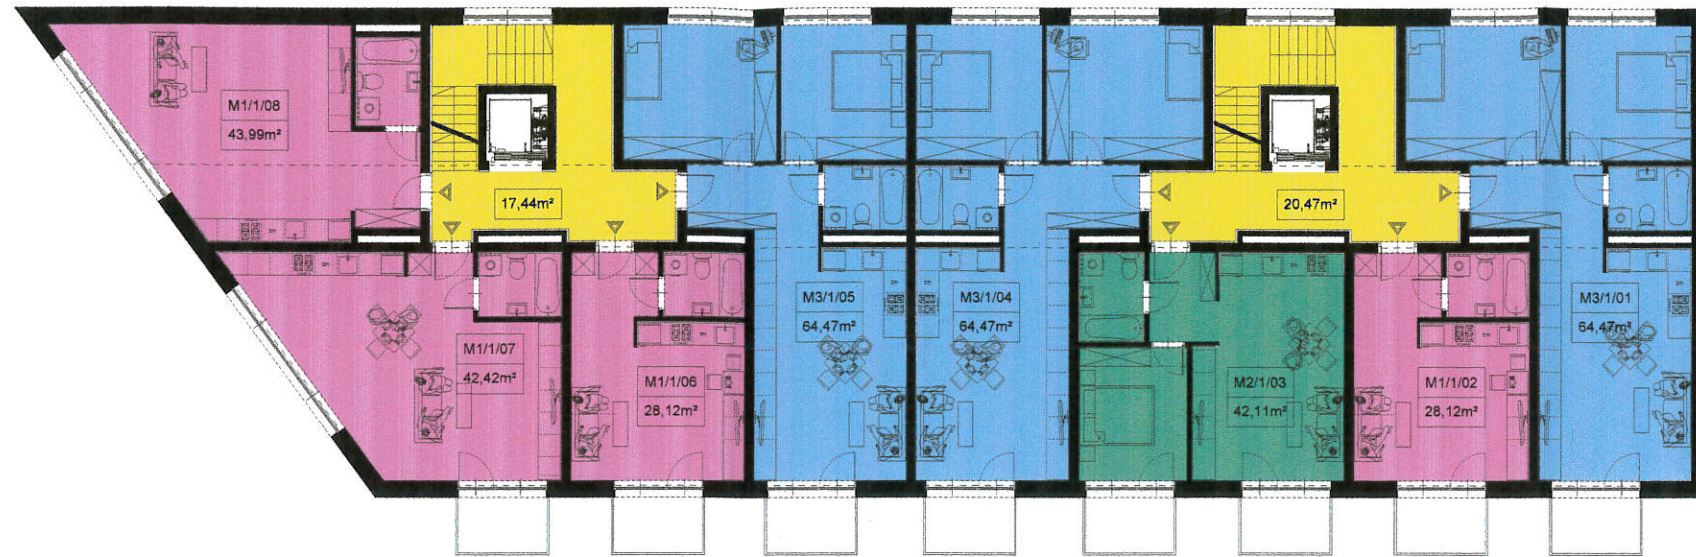 M1/1/08
43,99m²
17,44m²
20,47m²
M3/1/05
64,47m²
M3/1/04
64,47m²
M3/1/01
64,47m²
M1/1/07
42,42m²
M1/1/06
28,12m²
M2/1/03
42,11m²
M1/1/02
28,12m²